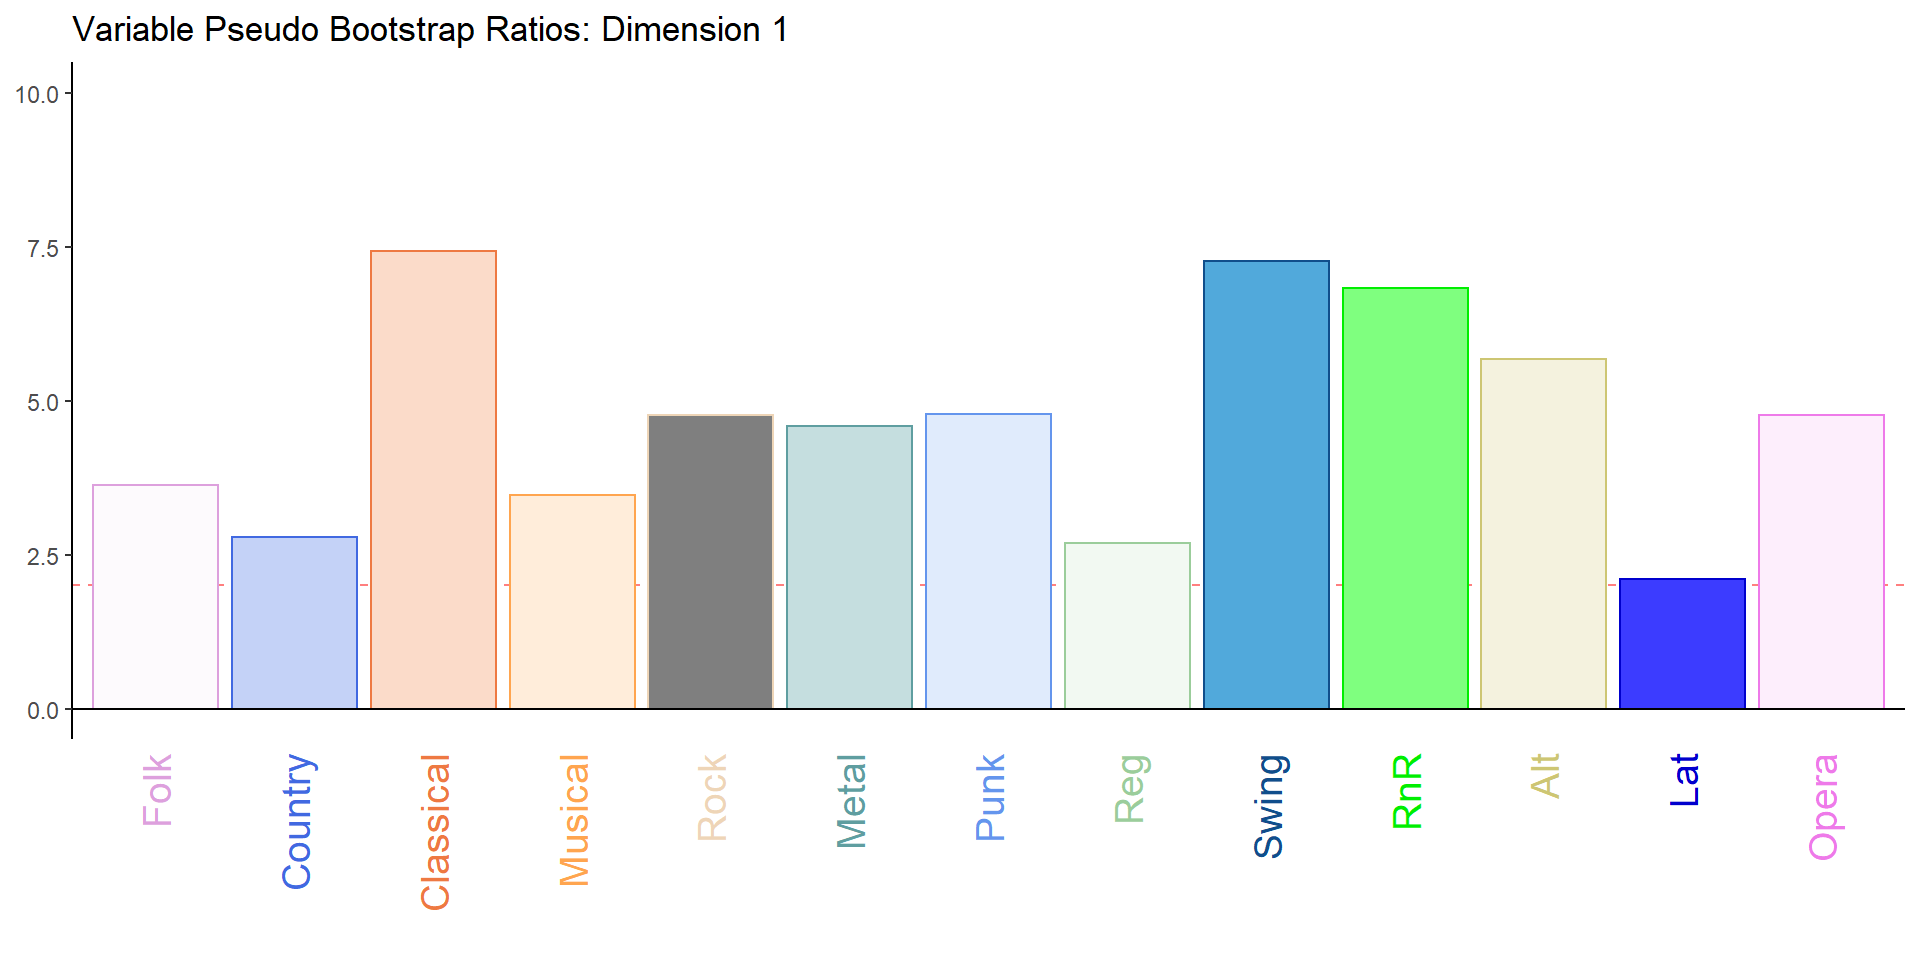 Variable Pseudo Bootstrap Ratios: Dimension 1
10.0
7.5
5.0
2.5
0.0
Folk
Country
Classical
Musical
Rock
Metal
Punk
Reg
Swing
RnR
Alt
Lat
Opera